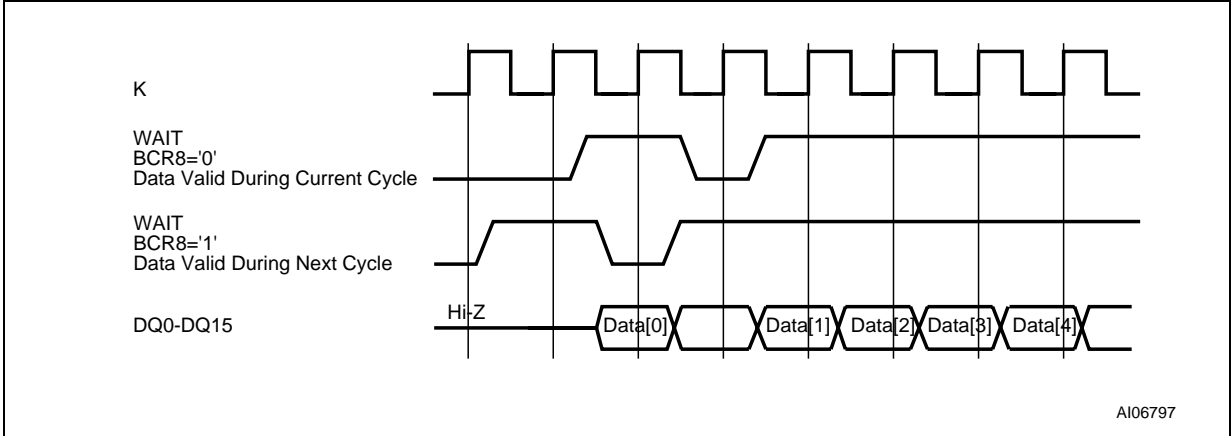 K
WAIT
BCR8='0'
Data Valid During Current Cycle
WAIT
BCR8='1'
Data Valid During Next Cycle
DQ0-DQ15
Hi-Z
Data[0]
Data[1]
Data[2]
Data[3]
Data[4]
AI06797